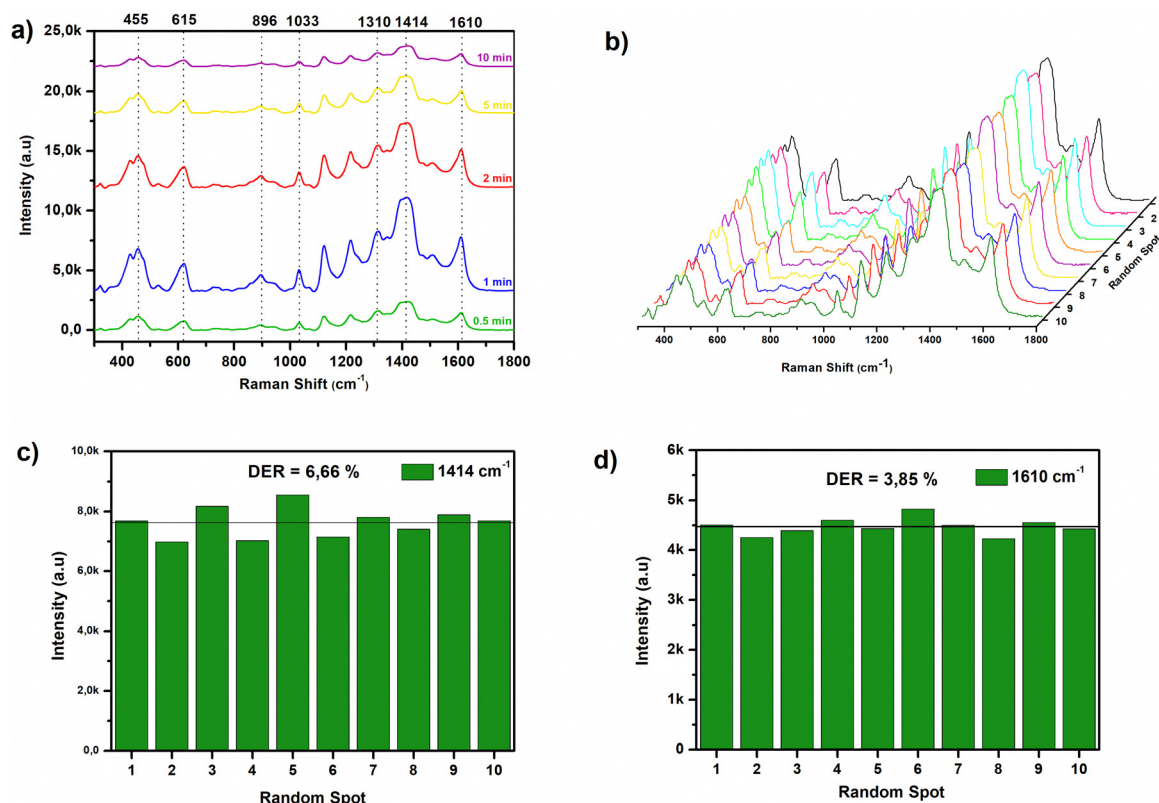 a)
455 615 896 1033 1310 1414 1610
25,0k
20,0k
15,0k
10,0k
5,0k
0,0
10 min
5 min
2 min
1 min
0.5 min
Intensity (a.u)
400 600 800 1000 1200 1400 1600 1800
Raman Shift (cm-1)
b)
2
3
4
5
6
7
8
9
10
Random Spot
400 600 800 1000 1200 1400 1600 1800
Raman Shift (cm-1)
c)
DER = 6,66 %
1414 cm-1
10,0k
8,0k
6,0k
4,0k
2,0k
0,0
Intensity (a.u)
1 2 3 4 5 6 7 8 9 10
Random Spot
d)
DER = 3,85 %
1610 cm-1
6k
5k
4k
3k
2k
1k
0
Intensity (a.u)
1 2 3 4 5 6 7 8 9 10
Random Spot